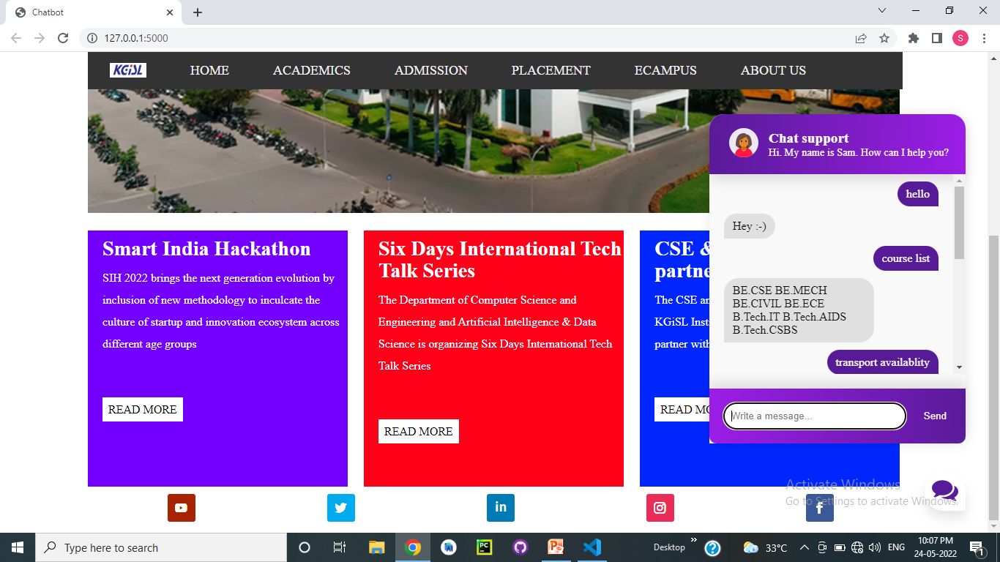 Chatbot
127.0.0.1:5000
S
KGiSL
HOME
ACADEMICS
ADMISSION
PLACEMENT
ECAMPUS
ABOUT US
Smart India Hackathon
SIH 2022 brings the next generation evolution by
inclusion of new methodology to inculcate the
culture of startup and innovation ecosystem across
different age groups
READ MORE
Six Days International Tech
Talk Series
The Department of Computer Science and
Engineering and Artificial Intelligence & Data
Science is organizing Six Days International Tech
Talk Series
READ MORE
CSE &
partne
The CSE an
KGiSL Inst
partner with
READ MO
Chat support
Hi. My name is Sam. How can I help you?
hello
Hey :-)
course list
BE.CSE BE.MECH
BE.CIVIL BE.ECE
B.Tech.IT B.Tech.AIDS
B.Tech.CSBS
transport availablity
Write a message...
Send
Activate Windows
Go to Settings to activate Windows.
in
Type here to search
PC
Desktop
33°C
ENG
10:07 PM
24-05-2022
1